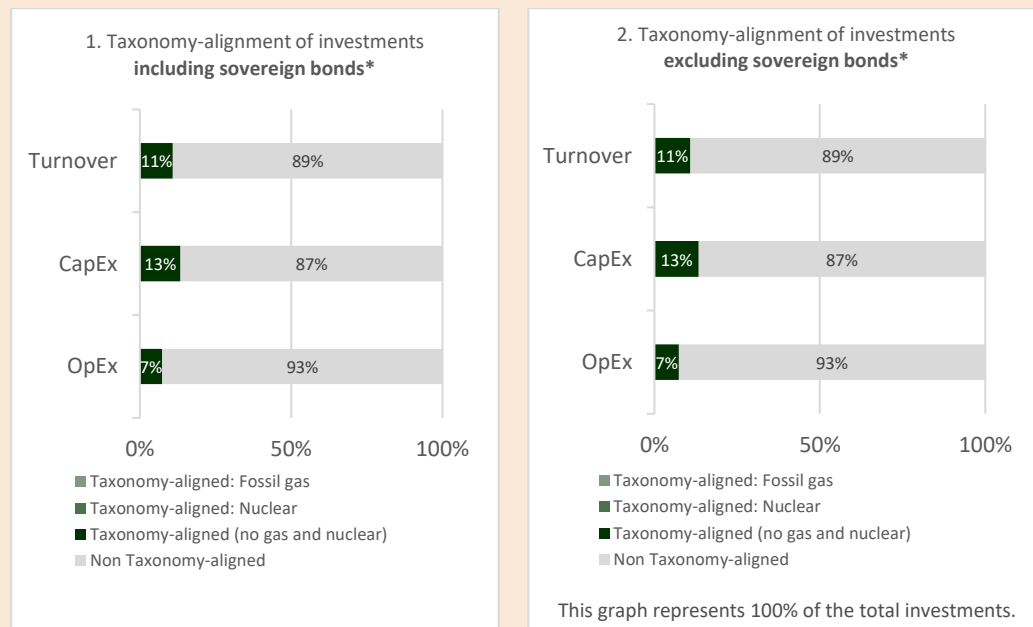 1. Taxonomy-alignment of investments
including sovereign bonds*
Turnover
11%
89%
CapEx
13%
87%
OpEx
7%
93%
0%
50%
100%
Taxonomy-aligned: Fossil gas
Taxonomy-aligned: Nuclear
Taxonomy-aligned (no gas and nuclear)
Non Taxonomy-aligned
2. Taxonomy-alignment of investments
excluding sovereign bonds*
Turnover
11%
89%
CapEx
13%
87%
OpEx
7%
93%
0%
50%
100%
Taxonomy-aligned: Fossil gas
Taxonomy-aligned: Nuclear
Taxonomy-aligned (no gas and nuclear)
Non Taxonomy-aligned
This graph represents 100% of the total investments.